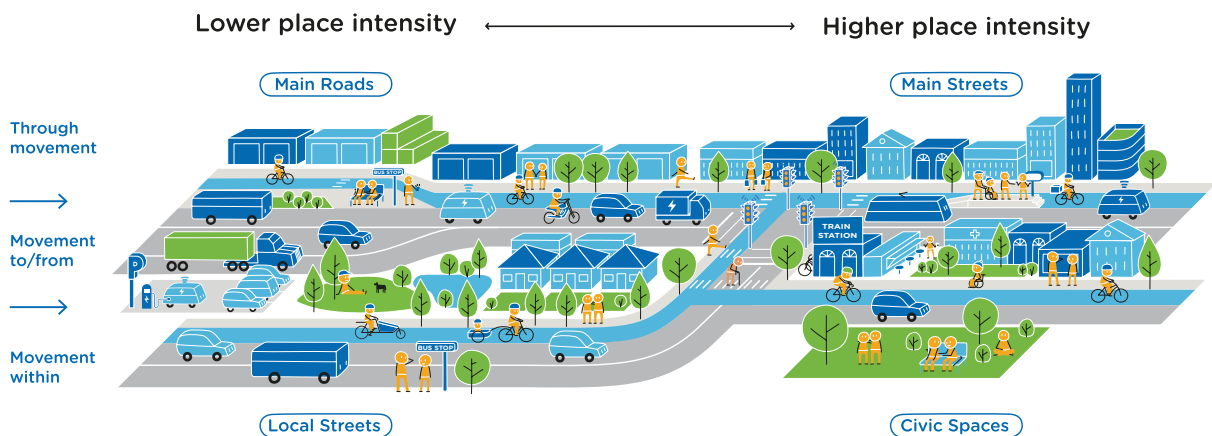 Lower place intensity
Higher place intensity
Main Roads
Main Streets
Through
movement
BUS STOP
Movement
to/from
TRAIN
STATION
P
BUS STOP
Movement
within
Local Streets
Civic Spaces